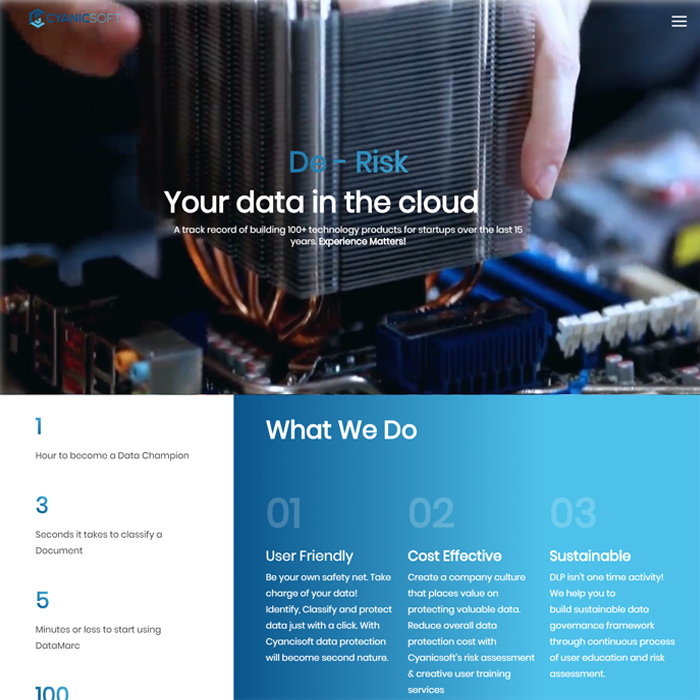 CYANICSOFT
De - Risk
Your data in the cloud
A track record of building 100+ technology products for startups over the last 15
years. Experience Matters!
1
Hour to become a Data Champion
3
Seconds it takes to classify a
Document
5
Minutes or less to start using
DataMarc
100
What We Do
01
User Friendly
Be your own safety net. Take
charge of your data!
Identify, Classify and protect
data just with a click. With
Cyancisoft data protection
will become second nature.
02
Cost Effective
Create a company culture
that places value on
protecting valuable data.
Reduce overall data
protection cost with
Cyanicsoft's risk assessment
& creative user training
services
03
Sustainable
DLP isn't one time activity!
We help you to
build sustainable data
governance framework
through continuous process
of user education and risk
assessment.